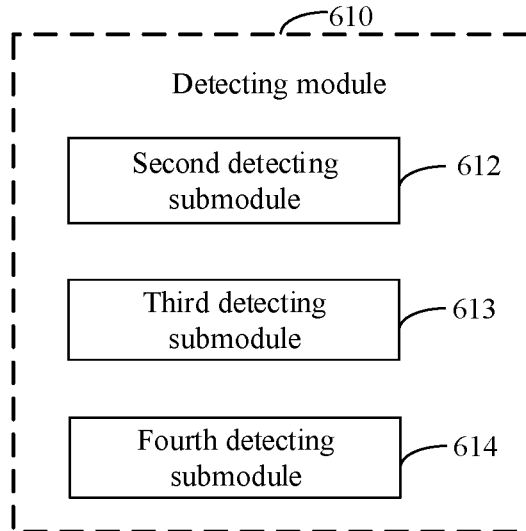 610
Detecting module
Second detecting
submodule
612
Third detecting
submodule
613
Fourth detecting
submodule
614